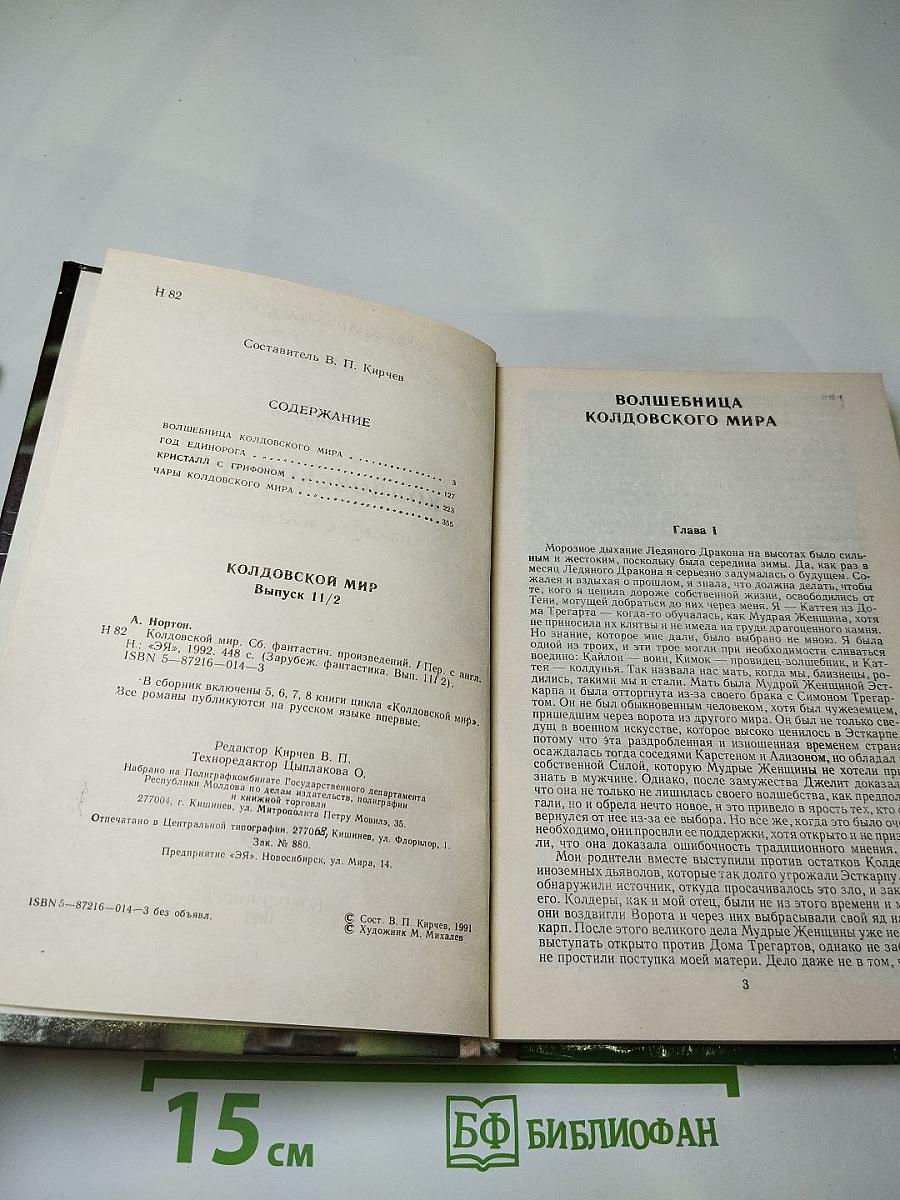 Н 82
Составитель В. П. Кирчев
СОДЕРЖАНИЕ
ВОЛШЕБНИЦА КОЛДОВСКОГО МИРА . . . . . . . . . . . . . 3
ГОД ЕДИНОРОГА . . . . . . . . . . . . . . . . . . . . 127
КРИСТАЛЛ С ГРИФОНОМ . . . . . . . . . . . . . . . . . 223
ЧАРЫ КОЛДОВСКОГО МИРА . . . . . . . . . . . . . . . . 355
КОЛДОВСКОЙ МИР
Выпуск 11/2
А. Нортон.
Н 82 Колдовской мир. Сб. фантастич. произведений. / Пер. с англ.
Н.: «ЭЯ», 1992. 448 с. (Зарубеж. фантастика. Вып. 11/2).
ISBN 5—87216—014—3
В сборник включены 5, 6, 7, 8 книги цикла «Колдовской мир».
Все романы публикуются на русском языке впервые.
Редактор Кирчев В. П.
Техноредактор Цыплакова О.
Набрано на Полиграфкомбинате Государственного департамента
Республики Молдова по делам издательств, полиграфии
и книжной торговли
277004, г. Кишинев, ул. Митрополита Петру Мовилэ, 35.
Отпечатано в Центральной типографии. 277068, Кишинев, ул. Флорилор, 1.
Зак. № 880.
Предприятие «ЭЯ». Новосибирск, ул. Мира, 14.
ISBN 5—87216—014—3 без объявл.
© Сост. В. П. Кирчев, 1991
© Художник М. Михалев
ВОЛШЕБНИЦА
КОЛДОВСКОГО МИРА
Глава I
Морозное дыхание Ледяного Дракона на высотах было силь-
ным и жестоким, поскольку была середина зимы. Да, как раз в
месяц Ледяного Дракона я серьезно задумалась о будущем. Со-
жалея и вздыхая о прошлом, я знала, что должна делать, чтобы
те, кого я ценила дороже собственной жизни, освободились от
Тени, могущей добраться до них через меня. Я — Каттея из До-
ма Трегарта — когда-то обучалась, как Мудрая Женщина, хотя
не приносила их клятвы и не имела на груди драгоценного камня.
Но знание, которое мне дали, было выбрано не мною. Я была
одной из троих, и эти трое могли при необходимости сливаться
воедино: Кайлон — воин, Кимок — провидец-волшебник, и Кат-
тея — колдунья. Так назвала нас мать, когда мы, близнецы, ро-
дились, такими мы и стали. Мать была Мудрой Женщиной Эст-
карпа и была отторгнута из-за своего брака с Симоном Трегар-
том. Он не был обыкновенным человеком, хотя был чужеземцем,
пришедшим через ворота из другого мира. Он был не только све-
дущ в военном искусстве, которое высоко ценилось в Эсткарпе,
потому что эта раздробленная и изношенная временем страна
осаждалась тогда соседями Карстеном и Ализоном, но обладал
собственной Силой, которую Мудрые Женщины не хотели при
знать в мужчине. Однако, после замужества Джелит доказал
что она не только не лишилась своего волшебства, как предпол
гали, но и обрела нечто новое, и это привело в ярость тех, кто о
вернулся от нее из-за ее выбора. Но все же, когда это было оче
необходимо, они просили ее поддержки, хотя открыто и не приз
ли, что она доказала ошибочность традиционного мнения.
Мои родители вместе выступили против остатков Колде
иноземных дьяволов, которые так долго угрожали Эсткарпу
обнаружили источник, откуда просачивалось это зло, и зак
его. Колдеры, как и мой отец, были не из этого времени и м
они воздвигли Ворота и через них выбрасывали свой яд на
карп. После этого великого дела Мудрые Женщины уже не
выступать открыто против Дома Трегартов, однако не заб
не простили поступка моей матери. Дело даже не в том, ч
3
15 см
БФ БИБЛИОФАН